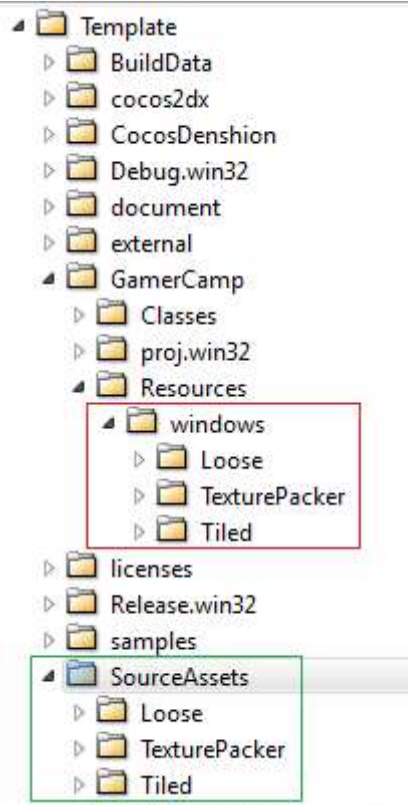 Template
BuildData
cocos2dx
CocosDenshion
Debug.win32
document
external
GamerCamp
Classes
proj.win32
Resources
windows
Loose
TexturePacker
Tiled
licenses
Release.win32
samples
SourceAssets
Loose
TexturePacker
Tiled